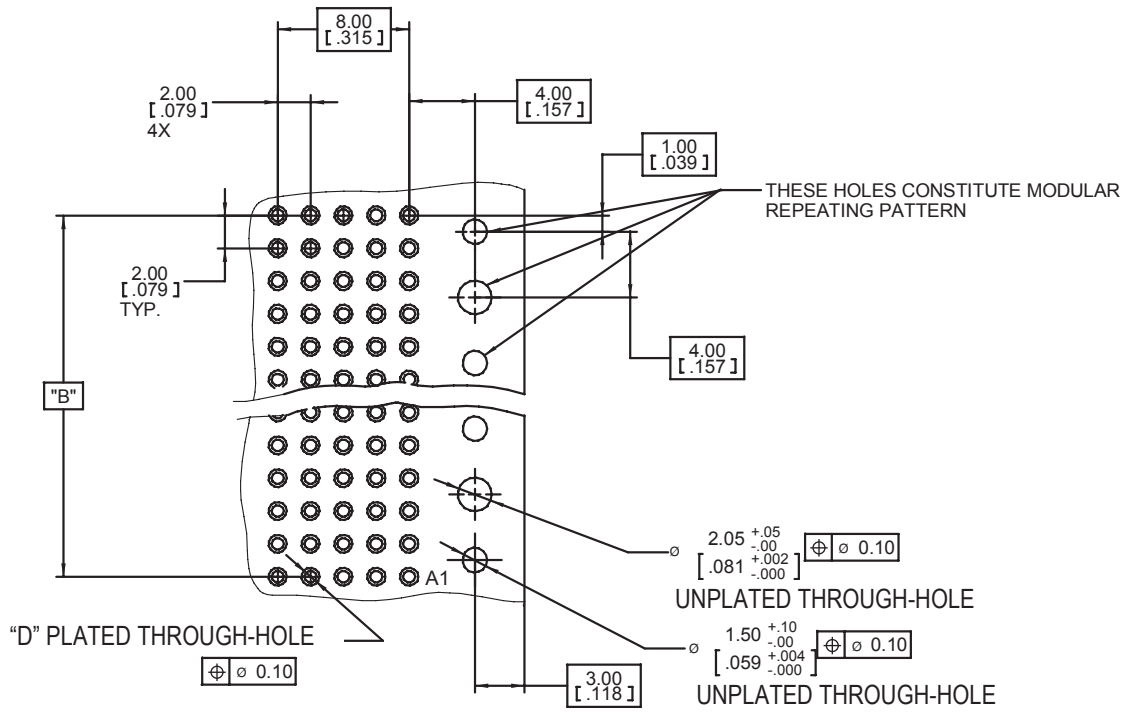 8.00
[ .315 ]
2.00
[ .079 ]
4X
4.00
[ .157 ]
1.00
[ .039 ]
THESE HOLES CONSTITUTE MODULAR
REPEATING PATTERN
2.00
[ .079 ]
TYP.
4.00
[ .157 ]
"B"
A1
ø 2.05 +.05 -.00
[ .081 +.002 -.000 ]
⌖ ø 0.10
UNPLATED THROUGH-HOLE
“D” PLATED THROUGH-HOLE
⌖ ø 0.10
ø 1.50 +.10 -.00
[ .059 +.004 -.000 ]
⌖ ø 0.10
UNPLATED THROUGH-HOLE
3.00
[ .118 ]